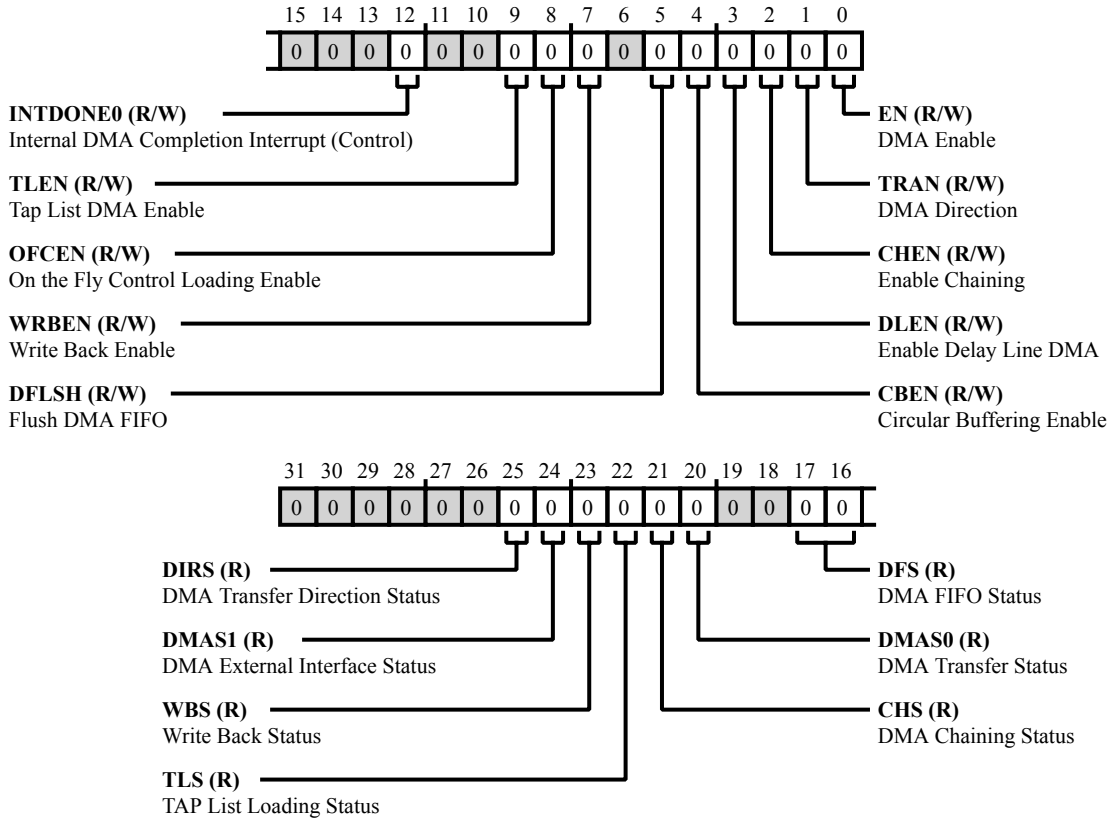 15 14 13 12 11 10 9 8 7 6 5 4 3 2 1 0
0 0 0 0 0 0 0 0 0 0 0 0 0 0 0 0
INTDONE0 (R/W)
Internal DMA Completion Interrupt (Control)
TLEN (R/W)
Tap List DMA Enable
OFCEN (R/W)
On the Fly Control Loading Enable
WRBEN (R/W)
Write Back Enable
DFLSH (R/W)
Flush DMA FIFO
EN (R/W)
DMA Enable
TRAN (R/W)
DMA Direction
CHEN (R/W)
Enable Chaining
DLEN (R/W)
Enable Delay Line DMA
CBEN (R/W)
Circular Buffering Enable
31 30 29 28 27 26 25 24 23 22 21 20 19 18 17 16
0 0 0 0 0 0 0 0 0 0 0 0 0 0 0 0
DIRS (R)
DMA Transfer Direction Status
DMAS1 (R)
DMA External Interface Status
WBS (R)
Write Back Status
TLS (R)
TAP List Loading Status
DFS (R)
DMA FIFO Status
DMAS0 (R)
DMA Transfer Status
CHS (R)
DMA Chaining Status